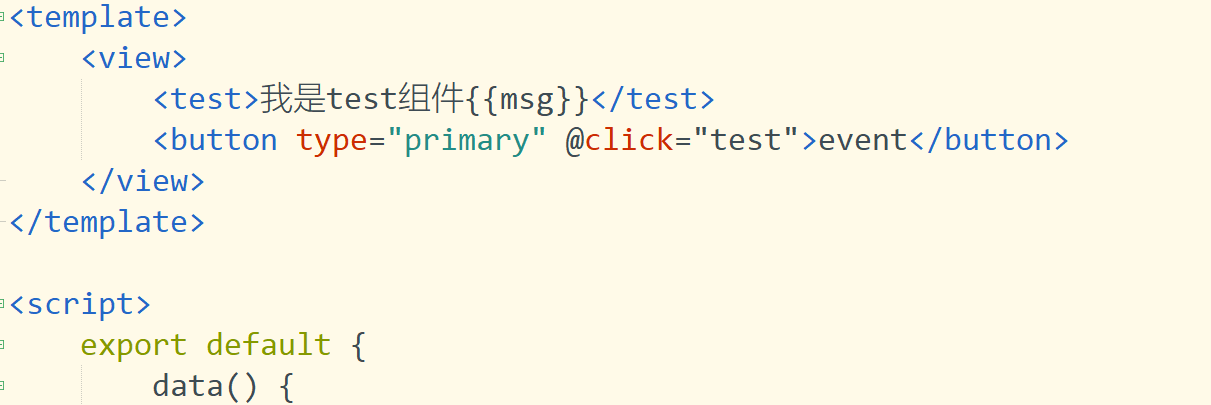 <template>
<view>
<test>我是test组件{{msg}}</test>
<button type="primary" @click="test">event</button>
</view>
</template>
<script>
export default {
data() {